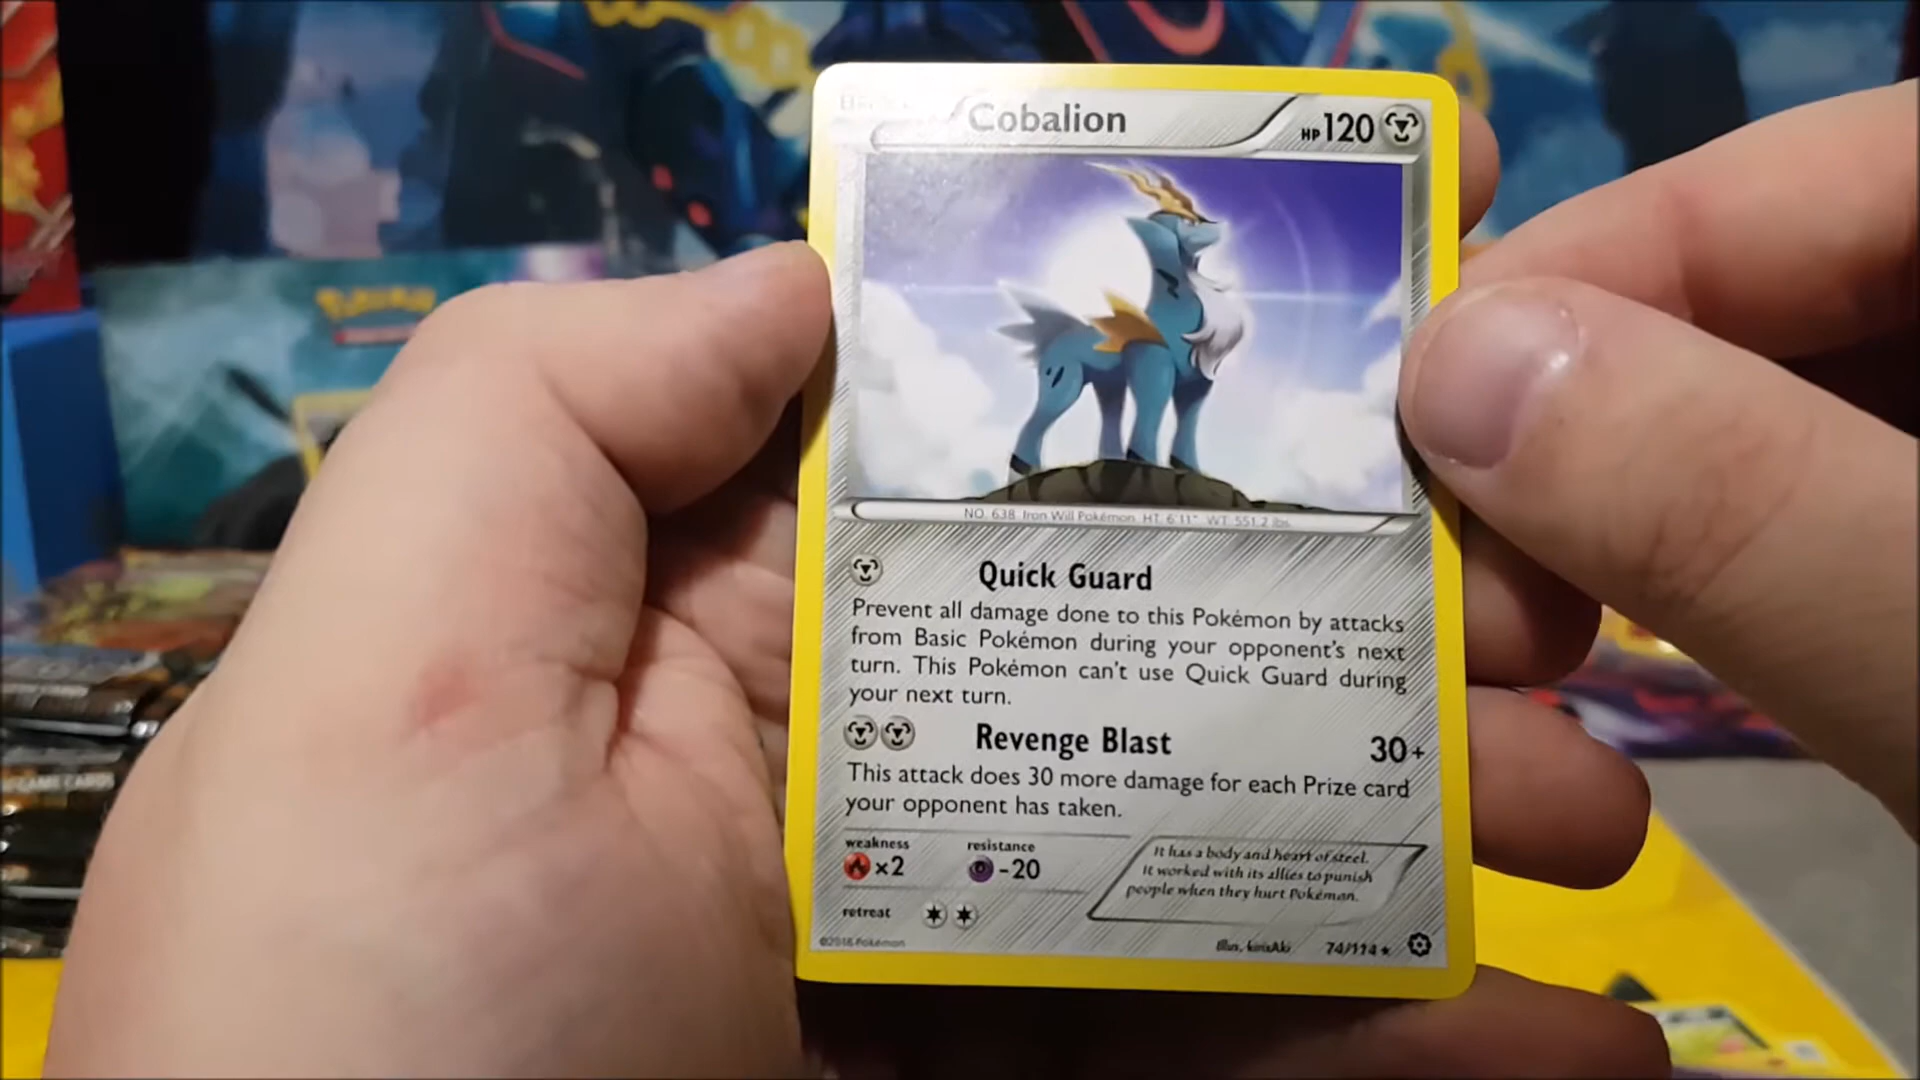 Cobalion
HP 120
NO. 638 Iron Will Pokémon HT: 6'11" WT: 551.2 lbs.
Quick Guard
Prevent all damage done to this Pokémon by attacks
from Basic Pokémon during your opponent's next
turn. This Pokémon can't use Quick Guard during
your next turn.
Revenge Blast 30+
This attack does 30 more damage for each Prize card
your opponent has taken.
weakness
×2
resistance
-20
retreat
It has a body and heart of steel.
It worked with its allies to punish
people when they hurt Pokémon.
©2016 Pokémon
Illus. kirisAki
74/114
POKÉMON
GAME CARDS